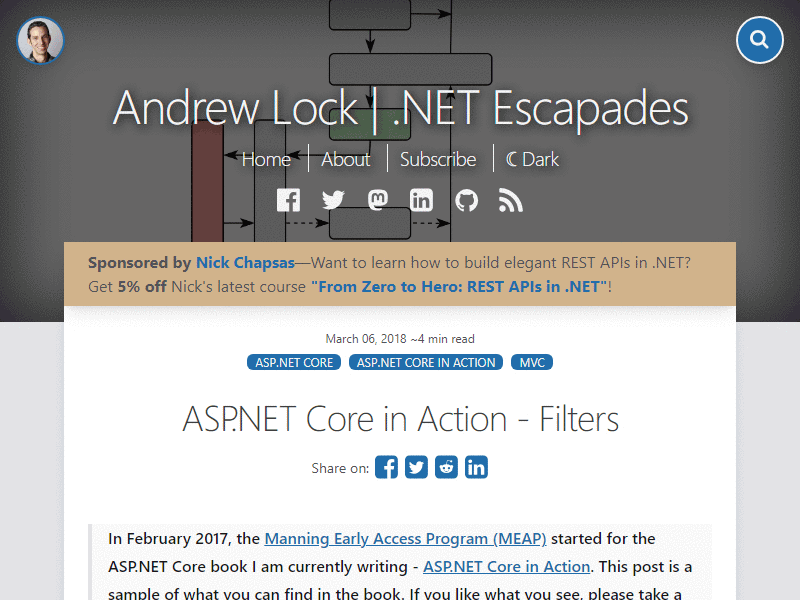 Andrew Lock | .NET Escapades
Home
About
Subscribe
Dark
Sponsored by Nick Chapsas—Want to learn how to build elegant REST APIs in .NET?
Get 5% off Nick's latest course "From Zero to Hero: REST APIs in .NET"!
March 06, 2018 ~4 min read
ASP.NET CORE
ASP.NET CORE IN ACTION
MVC
ASP.NET Core in Action - Filters
Share on:
In February 2017, the Manning Early Access Program (MEAP) started for the
ASP.NET Core book I am currently writing - ASP.NET Core in Action. This post is a
sample of what you can find in the book. If you like what you see, please take a